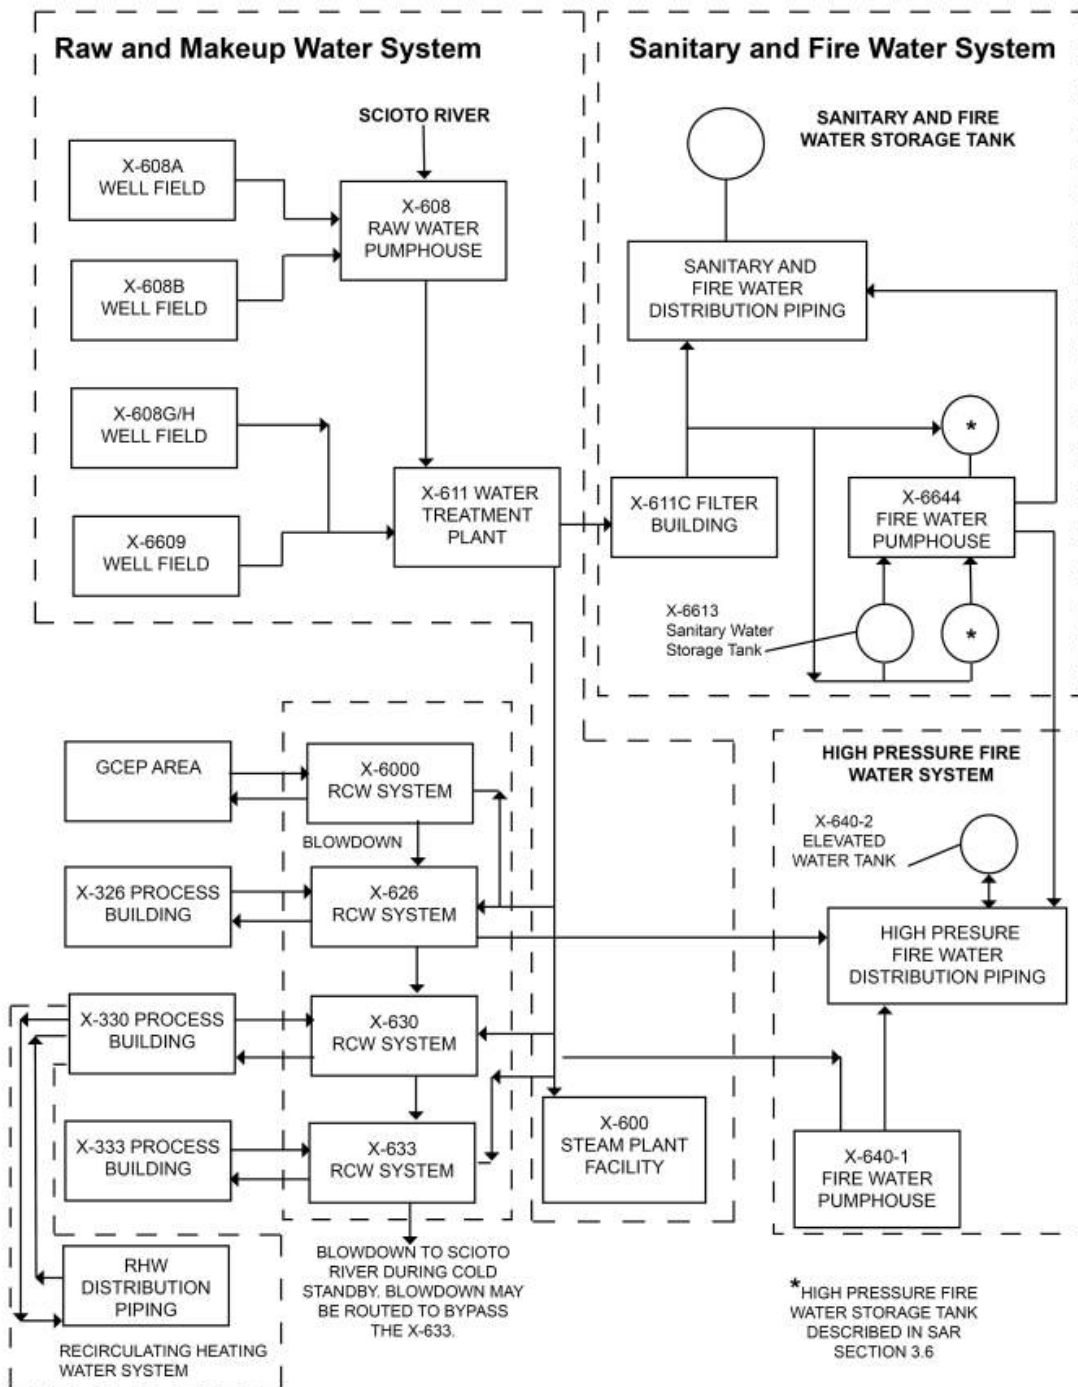 Raw and Makeup Water System
Sanitary and Fire Water System
SCIOTO RIVER
SANITARY AND FIRE
WATER STORAGE TANK
X-608A
WELL FIELD
X-608
RAW WATER
PUMPHOUSE
X-608B
WELL FIELD
SANITARY AND
FIRE WATER
DISTRIBUTION PIPING
X-608G/H
WELL FIELD
*
X-611 WATER
TREATMENT
PLANT
X-611C FILTER
BUILDING
X-6644
FIRE WATER
PUMPHOUSE
X-6609
WELL FIELD
X-6613
Sanitary Water
Storage Tank
*
GCEP AREA
X-6000
RCW SYSTEM
HIGH PRESSURE FIRE
WATER SYSTEM
BLOWDOWN
X-640-2
ELEVATED
WATER TANK
X-326 PROCESS
BUILDING
X-626
RCW SYSTEM
HIGH PRESURE
FIRE WATER
DISTRIBUTION PIPING
X-330 PROCESS
BUILDING
X-630
RCW SYSTEM
X-333 PROCESS
BUILDING
X-633
RCW SYSTEM
X-600
STEAM PLANT
FACILITY
X-640-1
FIRE WATER
PUMPHOUSE
RHW
DISTRIBUTION
PIPING
BLOWDOWN TO SCIOTO
RIVER DURING COLD
STANDBY. BLOWDOWN MAY
BE ROUTED TO BYPASS
THE X-633.
RECIRCULATING HEATING
WATER SYSTEM
*HIGH PRESSURE FIRE
WATER STORAGE TANK
DESCRIBED IN SAR
SECTION 3.6